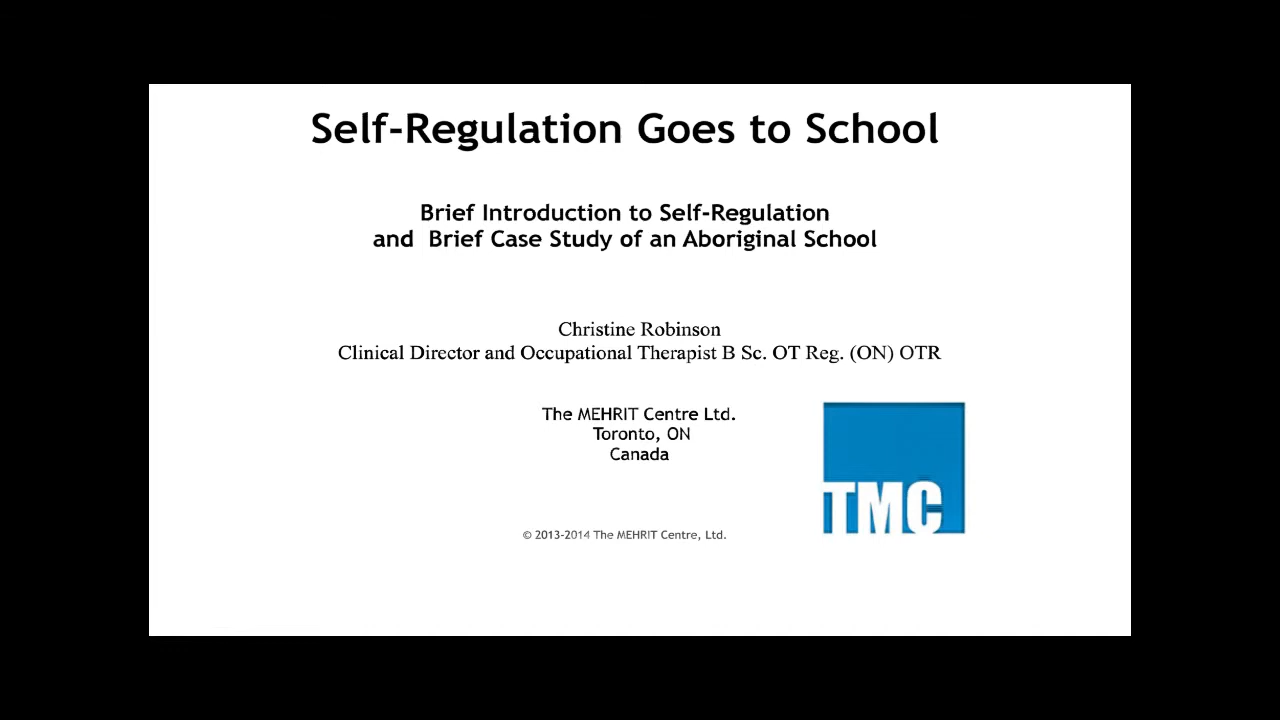 Self-Regulation Goes to School
Brief Introduction to Self-Regulation
and Brief Case Study of an Aboriginal School
Christine Robinson
Clinical Director and Occupational Therapist B Sc. OT Reg. (ON) OTR
The MEHRIT Centre Ltd.
Toronto, ON
Canada
TMC
© 2013-2014 The MEHRIT Centre, Ltd.